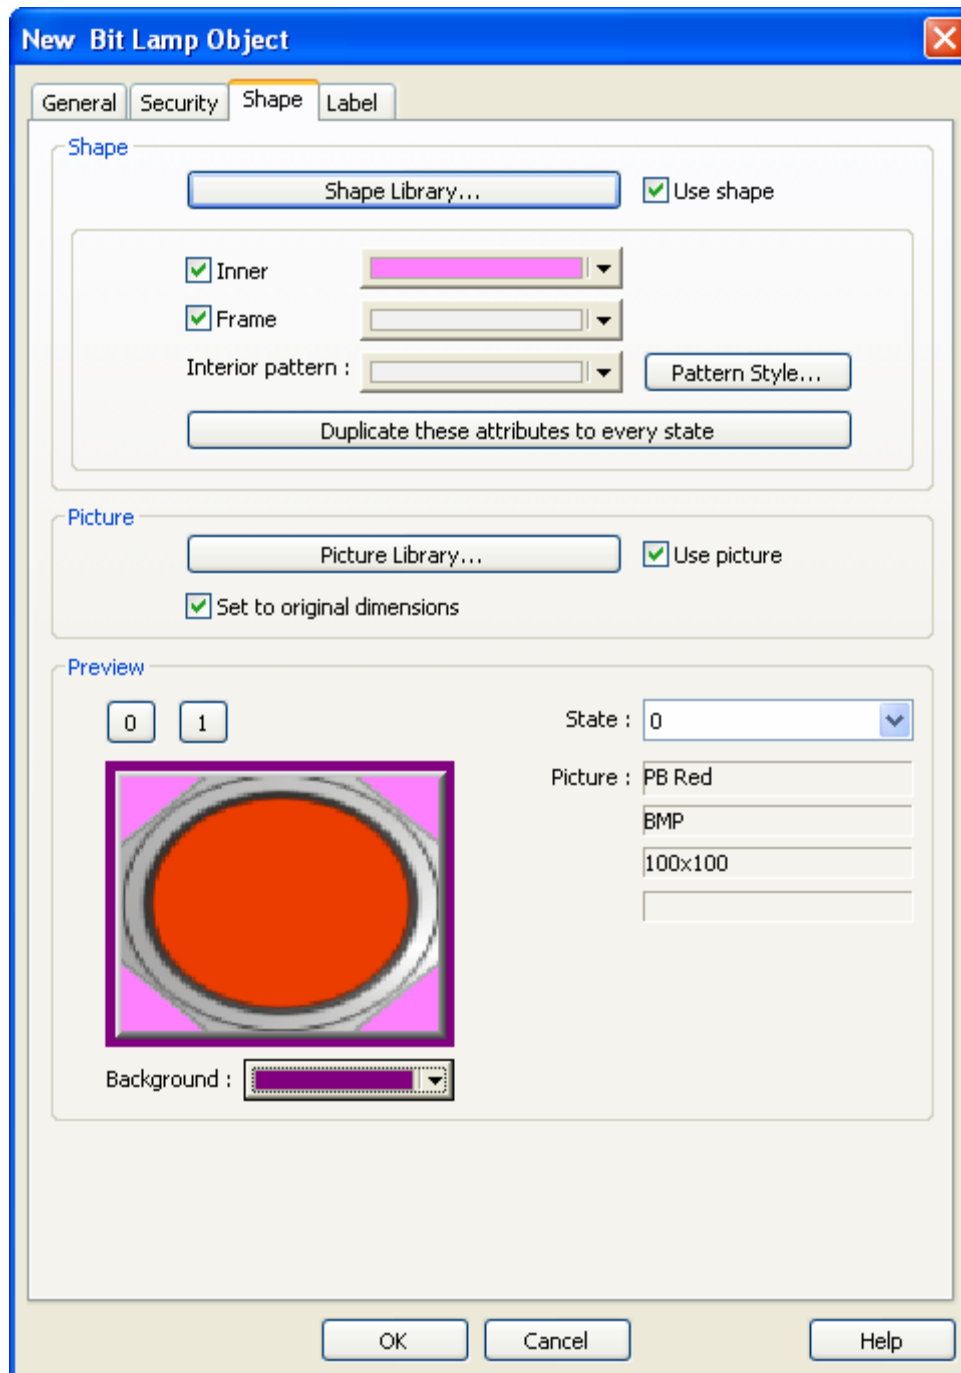 New  Bit Lamp Object
General Security Shape Label
Shape
Shape Library... Use shape
Inner
Frame
Interior pattern : Pattern Style...
Duplicate these attributes to every state
Picture
Picture Library... Use picture
Set to original dimensions
Preview
0 1 State : 0
Picture : PB Red
BMP
100x100
Background :
OK Cancel Help